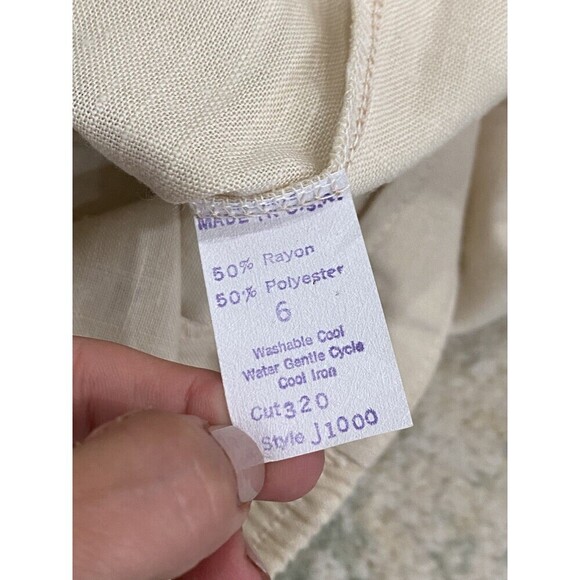 MADE IN U.S.A.
50% Rayon
50% Polyester
6
Washable Cool
Water Gentle Cycle
Cool Iron
Cut 320
Style J1000